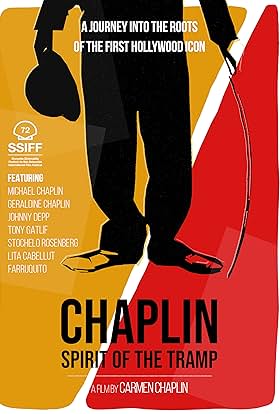 A JOURNEY INTO THE ROOTS
OF THE FIRST HOLLYWOOD ICON
72
SSIFF
FEATURING
MICHAEL CHAPLIN
GERALDINE CHAPLIN
JOHNNY DEPP
TONY GATLIF
STOCHELO ROSENBERG
LITA CABELLUT
FARRUQUITO
CHAPLIN
SPIRIT OF THE TRAMP
A FILM BY CARMEN CHAPLIN